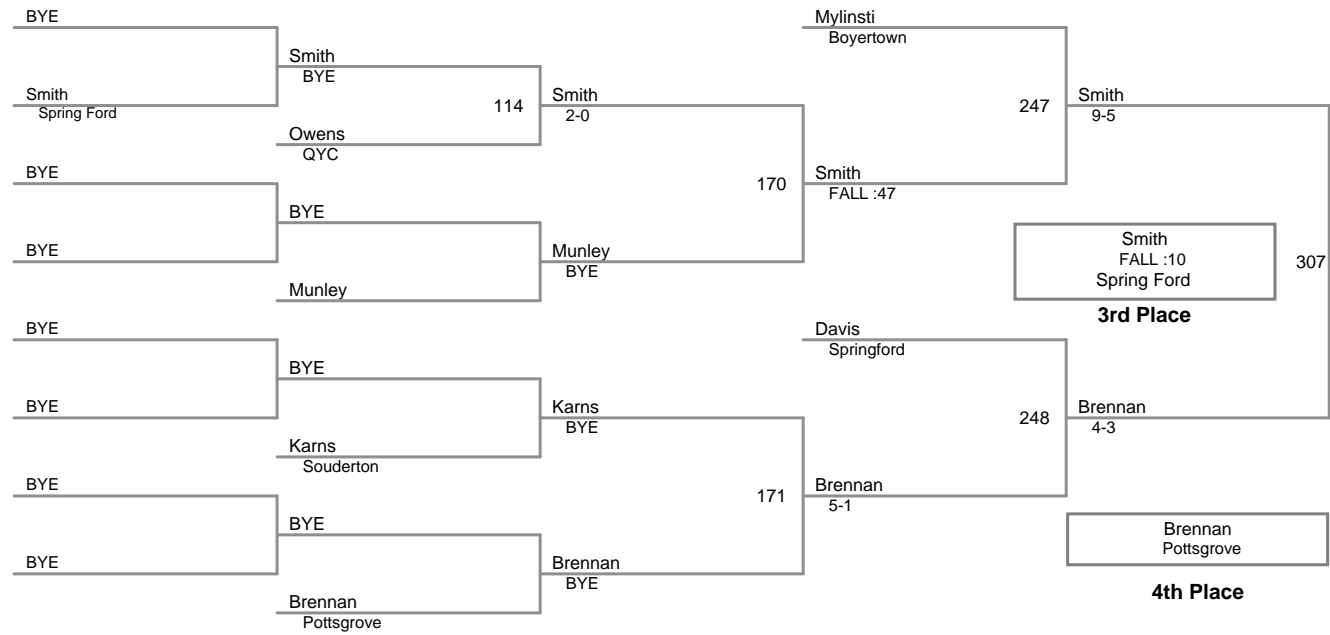 BYE
Smith
Spring Ford
BYE
BYE
BYE
BYE
BYE
BYE
Smith
BYE
Owens
QYC
BYE
Munley
BYE
Karns
Souderton
BYE
Brennan
Pottsgrove
114
Smith
2-0
Munley
BYE
Karns
BYE
Brennan
BYE
170
171
Mylinsti
Boyertown
Smith
FALL :47
Davis
Springford
Brennan
5-1
247
248
Smith
9-5
Brennan
4-3
307
Smith
FALL :10
Spring Ford
3rd Place
Brennan
Pottsgrove
4th Place